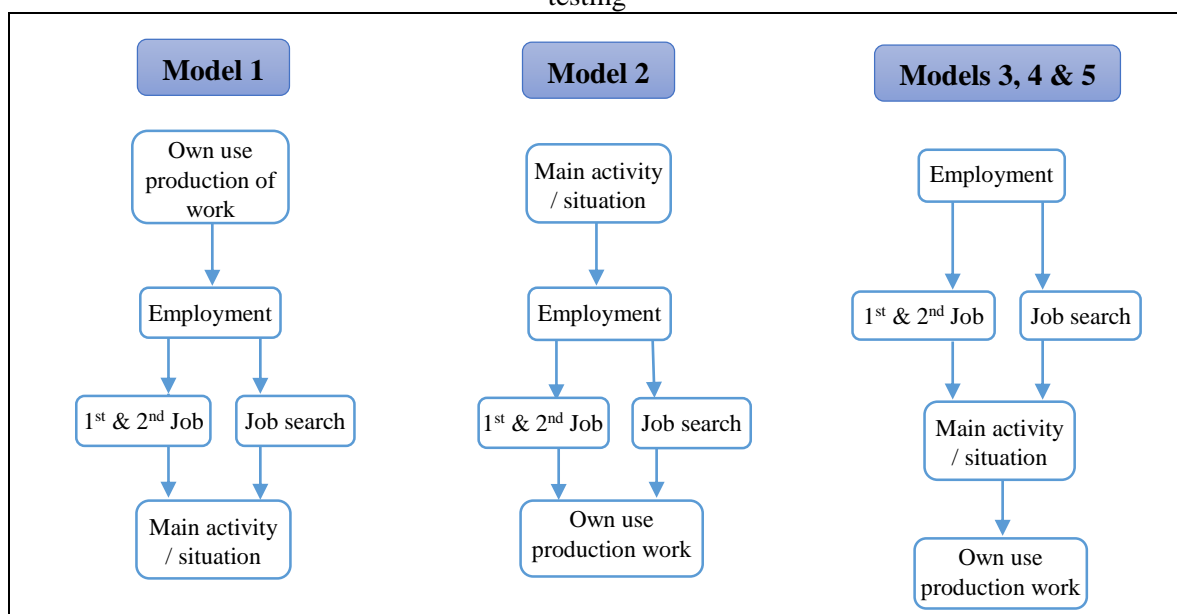 testing
Model 1
Own use
production of
work
Employment
1st & 2nd Job
Job search
Main activity
/ situation
Model 2
Main activity
/ situation
Employment
1st & 2nd Job
Job search
Own use
production work
Models 3, 4 & 5
Employment
1st & 2nd Job
Job search
Main activity
/ situation
Own use
production work